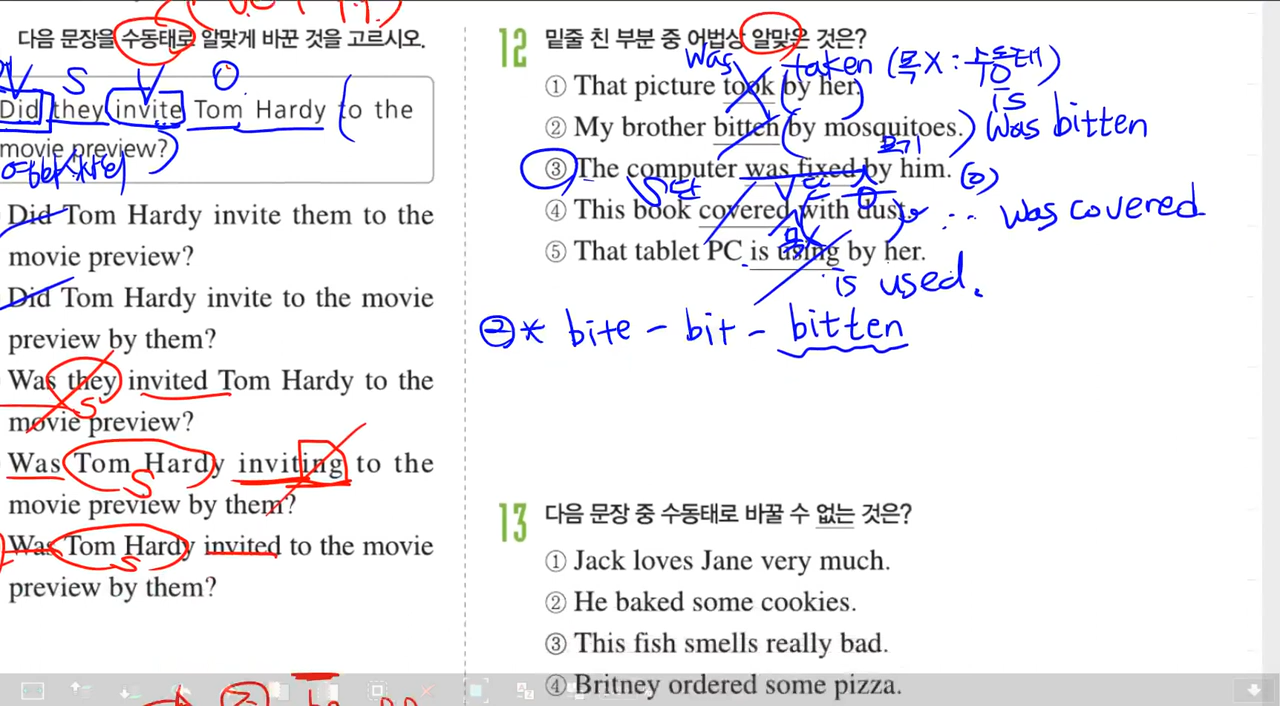 다음 문장을 수동태로 알맞게 바꾼 것을 고르시오.
V S V O
Did they invite Tom Hardy to the
movie preview?
Did Tom Hardy invite them to the
movie preview?
Did Tom Hardy invite to the movie
preview by them?
Was they invited Tom Hardy to the
S
movie preview?
Was Tom Hardy inviting to the
S
movie preview by them?
Was Tom Hardy invited to the movie
S
preview by them?
12 밑줄 친 부분 중 어법상 알맞은 것은?
was taken (목X : 수동태)
① That picture took by her.
is
② My brother bitten by mosquitoes. was bitten
③ The computer was fixed by him. (o)
④ This book covered with dust. ∴ was covered
⑤ That tablet PC is using by her.
is used.
② * bite - bit - bitten
13 다음 문장 중 수동태로 바꿀 수 없는 것은?
① Jack loves Jane very much.
② He baked some cookies.
③ This fish smells really bad.
④ Britney ordered some pizza.